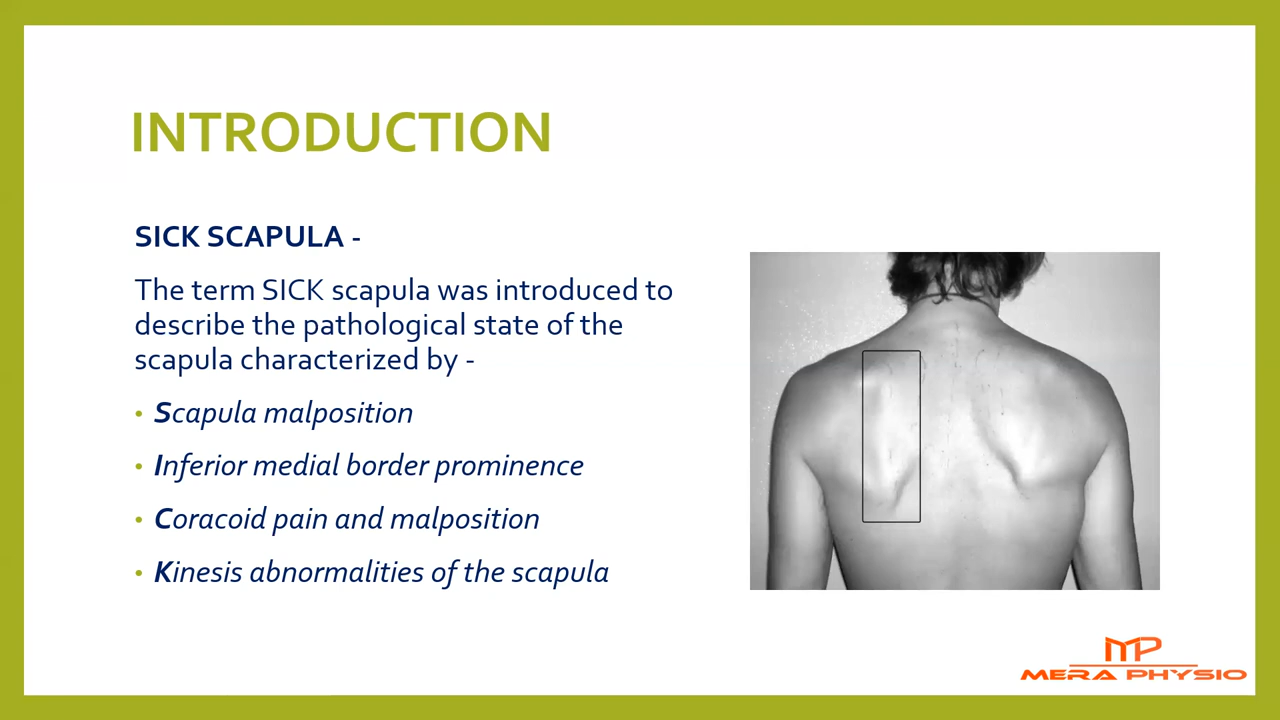 INTRODUCTION
SICK SCAPULA -
The term SICK scapula was introduced to
describe the pathological state of the
scapula characterized by -
• Scapula malposition
• Inferior medial border prominence
• Coracoid pain and malposition
• Kinesis abnormalities of the scapula
MP
MERA PHYSIO